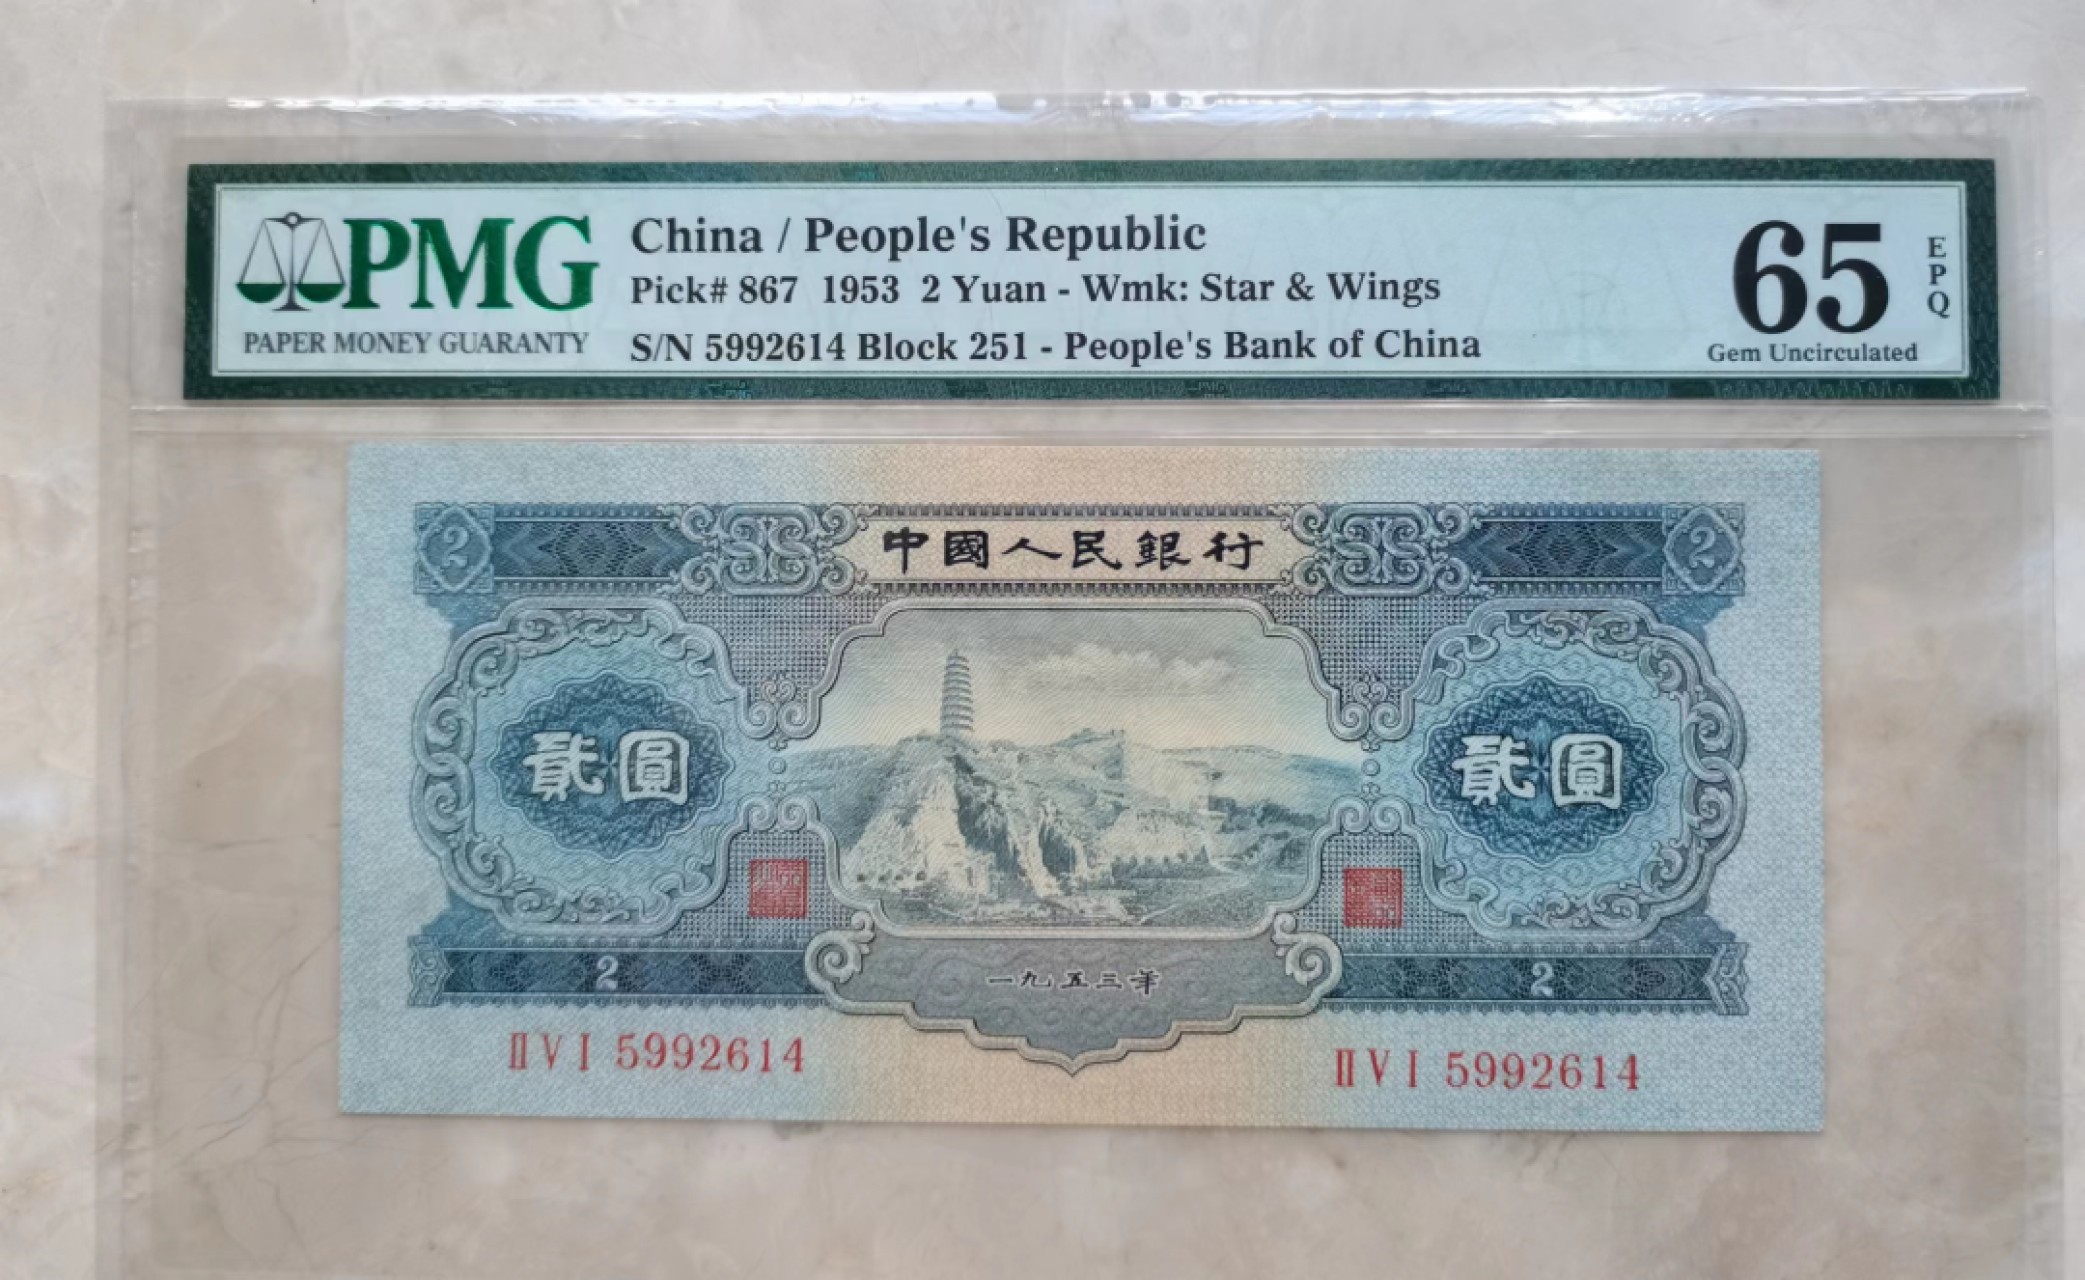 PMG
PAPER MONEY GUARANTY
China / People's Republic
Pick# 867 1953 2 Yuan - Wmk: Star & Wings
S/N 5992614 Block 251 - People's Bank of China
65
EPQ
Gem Uncirculated
2 中國人民銀行 2
貳圓 貳圓
2 一九五三年 2
ⅡⅤⅠ 5992614 ⅡⅤⅠ 5992614